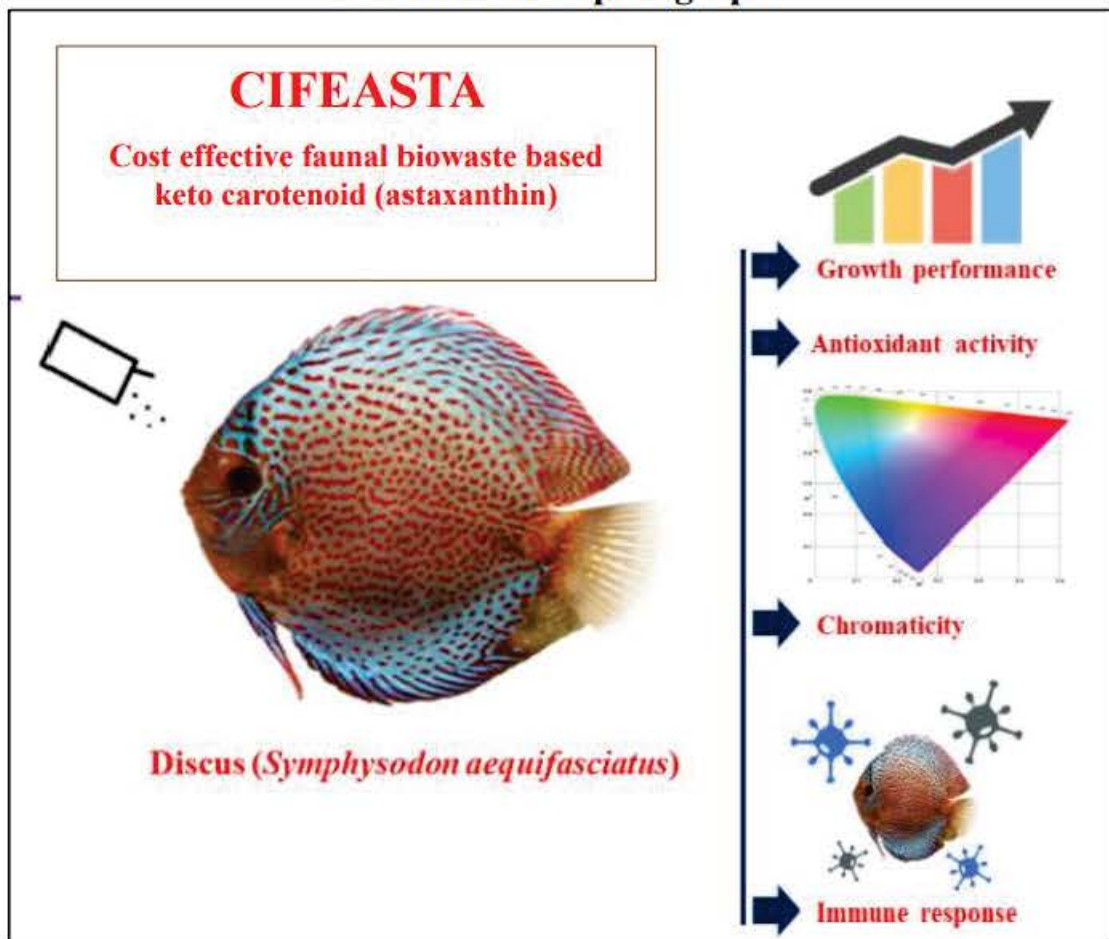 CIFEASTA
Cost effective faunal biowaste based
keto carotenoid (astaxanthin)
Growth performance
Antioxidant activity
Chromaticity
Discus (Symphysodon aequifasciatus)
Immune response